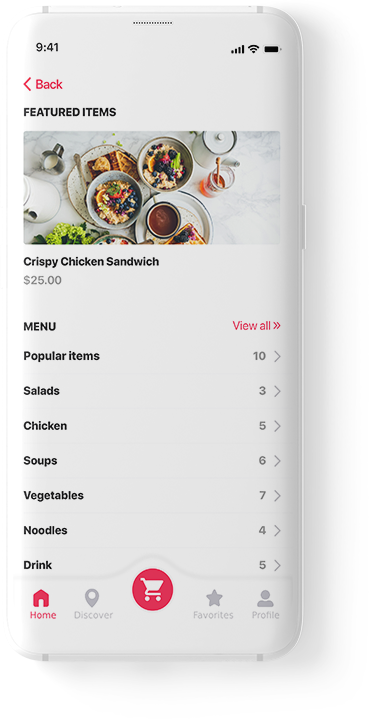 9:41
Back
FEATURED ITEMS
Crispy Chicken Sandwich
$25.00
MENU View all
Popular items 10
Salads 3
Chicken 5
Soups 6
Vegetables 7
Noodles 4
Drink 5
Home Discover Favorites Profile